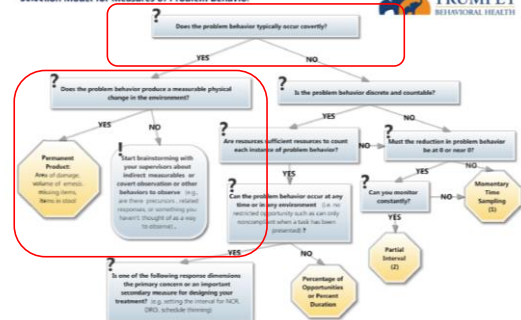 Selection Model for Measures of Problem Behavior:
TRUMPET
BEHAVIORAL HEALTH
?
Does the problem behavior typically occur covertly?
YES
NO
?
Does the problem behavior produce a measurable physical
change in the environment?
?
Is the problem behavior discrete and countable?
YES
NO
YES
NO
Permanent
Product:
Area of damage,
volume of emesis,
missing items,
items in stool
!
Start brainstorming with
your supervisors about
indirect measurables or
covert observation or other
behaviors to observe (e.g.,
are there precursors, related
responses, or something you
haven't thought of as a way
to observe).
?
Are resources sufficient resources to count
each instance of problem behavior?
NO
?
Must the reduction in problem behavior
be at 0 or near 0?
YES
YES
NO
?
Can the problem behavior occur at any
time or in any environment (i.e. no
restricted opportunity such as can only
noncompliant when a task has been
presented)?
?
Can you monitor
constantly?
NO
Momentary
Time
Sampling
(5)
YES
Partial
Interval
(2)
YES
NO
?
Is one of the following response dimensions
the primary concern or an important
secondary measure for designing your
treatment? (e.g. setting the interval for NCR,
DRO, schedule thinning)
Percentage of
Opportunities
or Percent
Duration